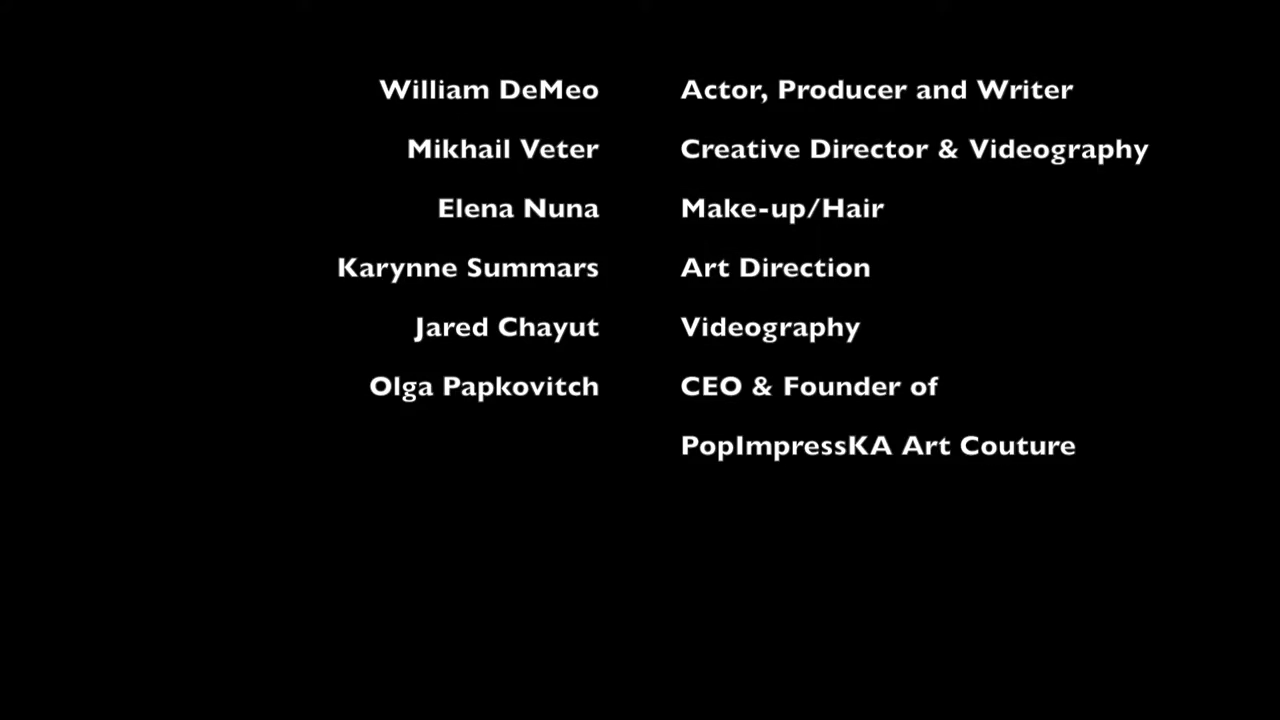 William DeMeo Actor, Producer and Writer
Mikhail Veter Creative Director & Videography
Elena Nuna Make-up/Hair
Karynne Summars Art Direction
Jared Chayut Videography
Olga Papkovitch CEO & Founder of
PopImpressKA Art Couture